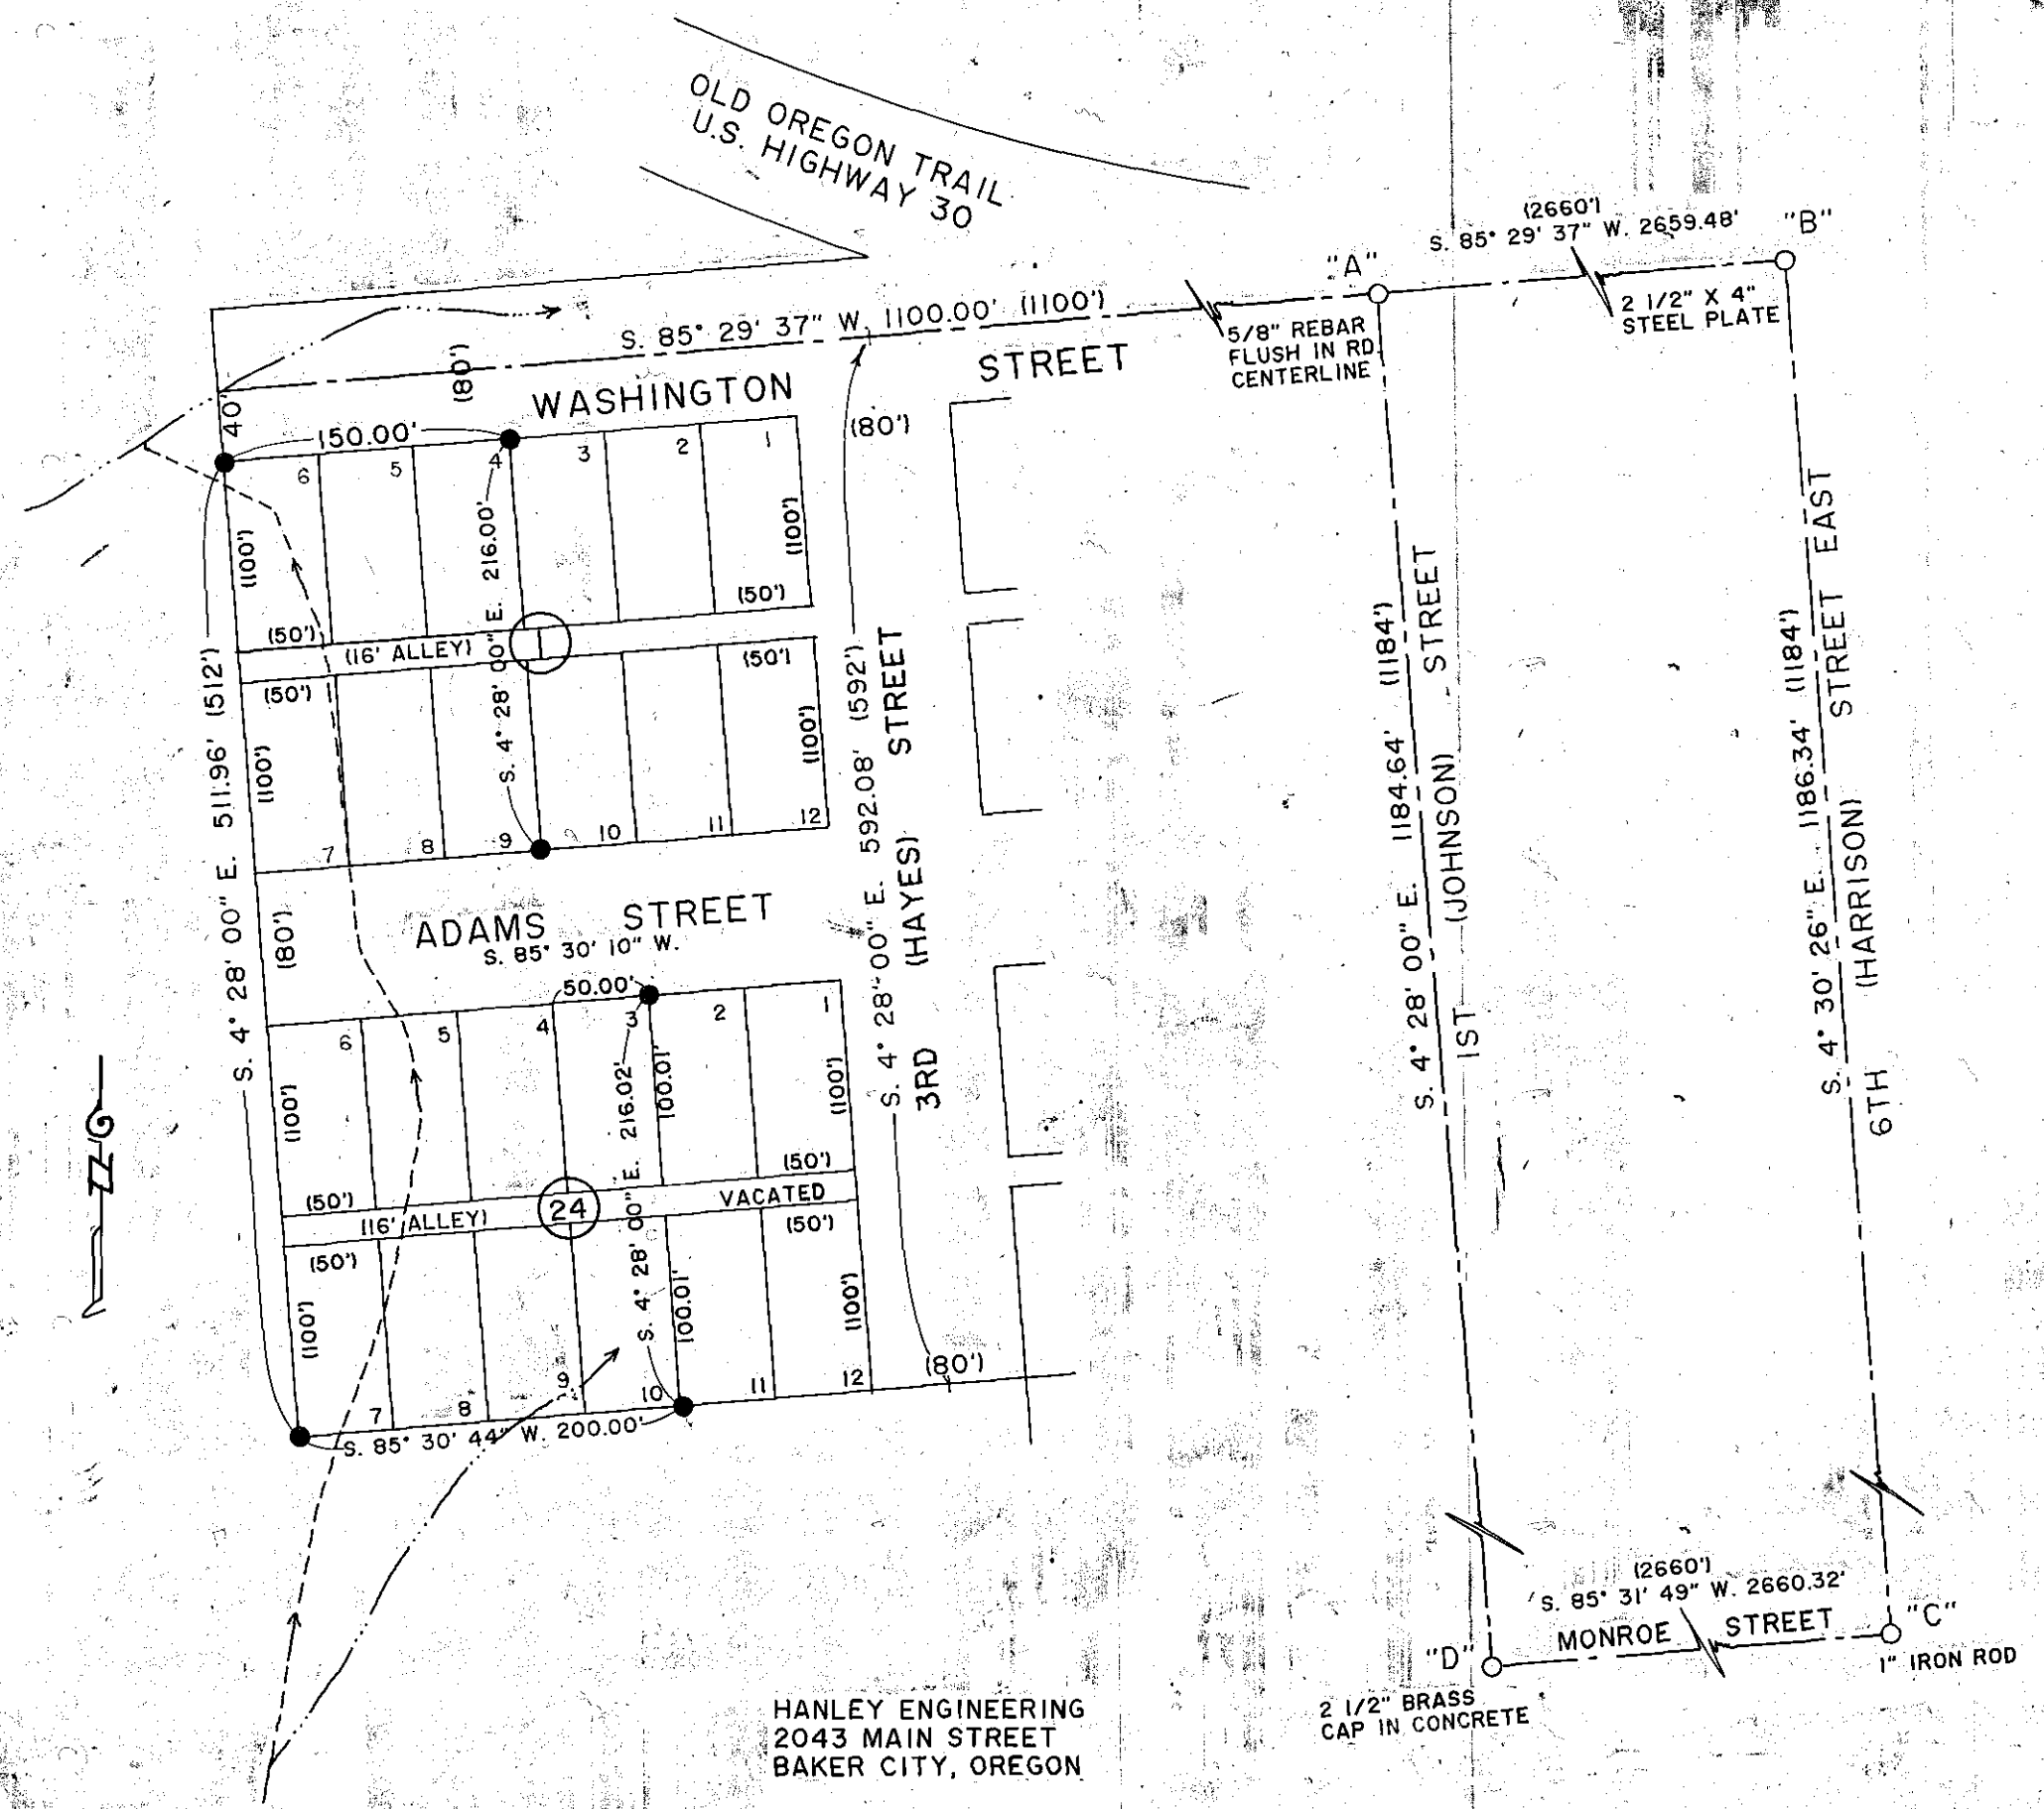 OLD OREGON TRAIL
U.S. HIGHWAY 30
(2660')
S. 85° 29' 37" W. 2659.48'
"B"
"A"
2 1/2" X 4"
STEEL PLATE
S. 85° 29' 37" W. 1100.00' (1100')
5/8" REBAR
FLUSH IN RD.
CENTERLINE
(80')
WASHINGTON STREET
40'
150.00'
(80')
6
5
4
3
2
1
(100')
216.00'
S. 4° 28' 00" E.
(100')
(50')
(50')
(16' ALLEY)
1
(50')
(50')
(100')
(100')
7
8
9
10
11
12
S. 4° 28' 00" E. 511.96' (512')
S. 4° 28' 00" E. 592.08' (592')
3RD (HAYES) STREET
S. 4° 28' 00" E. 1184.64' (1184')
1ST (JOHNSON) STREET
S. 4° 30' 26" E. 1186.34' (1184')
6TH (HARRISON) STREET EAST
(80')
ADAMS STREET
S. 85° 30' 10" W.
50.00'
6
5
4
3
2
1
(100')
S. 4° 28' 00" E. 216.02'
100.01'
(100')
(50')
(50')
(16' ALLEY)
24
VACATED
(50')
(50')
(100')
100.01'
(100')
7
8
9
10
11
12
(80')
S. 85° 30' 44" W. 200.00'
(2660')
S. 85° 31' 49" W. 2660.32'
MONROE STREET
"C"
1" IRON ROD
"D"
2 1/2" BRASS
CAP IN CONCRETE
HANLEY ENGINEERING
2043 MAIN STREET
BAKER CITY, OREGON